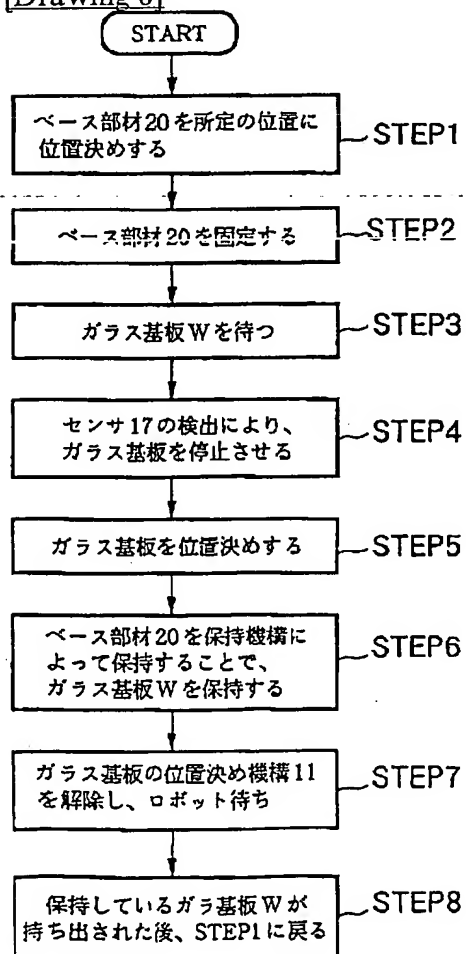 [Drawing 6]
START
ベース部材20を所定の位置に
位置決めする
STEP1
ベース部材20を固定する
STEP2
ガラス基板Wを待つ
STEP3
センサ17の検出により、
ガラス基板を停止させる
STEP4
ガラス基板を位置決めする
STEP5
ベース部材20を保持機構に
よって保持することで、
ガラス基板Wを保持する
STEP6
ガラス基板の位置決め機構11
を解除し、ロボット待ち
STEP7
保持しているガラ基板Wが
持ち出された後、STEP1に戻る
STEP8